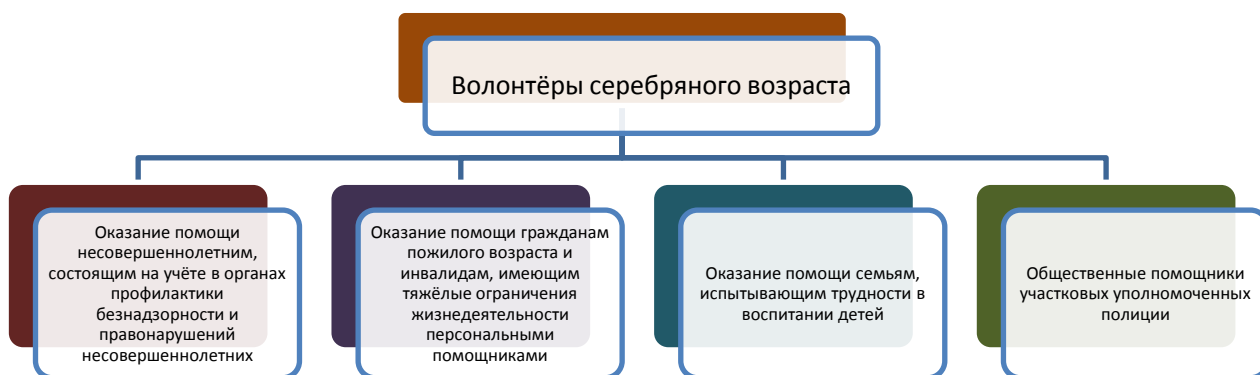 Волонтёры серебряного возраста
Оказание помощи
несовершеннолетним,
состоящим на учёте в органах
профилактики
безнадзорности и
правонарушений
несовершеннолетних
Оказание помощи гражданам
пожилого возраста и
инвалидам, имеющим
тяжёлые ограничения
жизнедеятельности
персональными
помощниками
Оказание помощи семьям,
испытывающим трудности в
воспитании детей
Общественные помощники
участковых уполномоченных
полиции